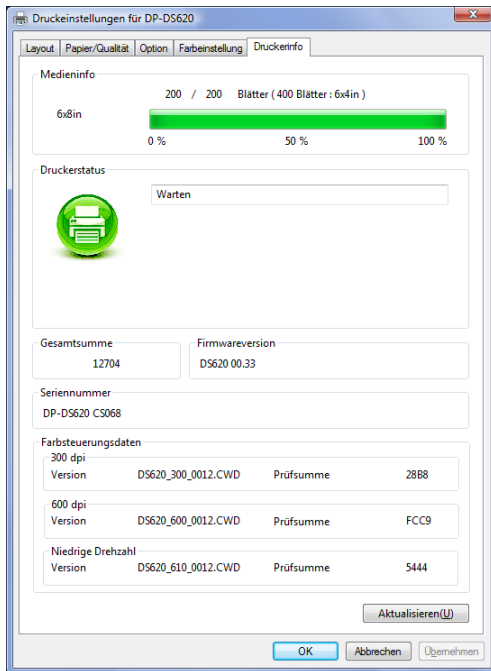 Druckeinstellungen für DP-DS620
Layout Papier/Qualität Option Farbeinstellung Druckerinfo
Medieninfo
200 / 200 Blätter ( 400 Blätter : 6x4in )
6x8in
0 % 50 % 100 %
Druckerstatus
Warten
Gesamtsumme Firmwareversion
12704 DS620 00.33
Seriennummer
DP-DS620 CS068
Farbsteuerungsdaten
300 dpi
Version DS620_300_0012.CWD Prüfsumme 28B8
600 dpi
Version DS620_600_0012.CWD Prüfsumme FCC9
Niedrige Drehzahl
Version DS620_610_0012.CWD Prüfsumme 5444
Aktualisieren(U)
OK Abbrechen Übernehmen